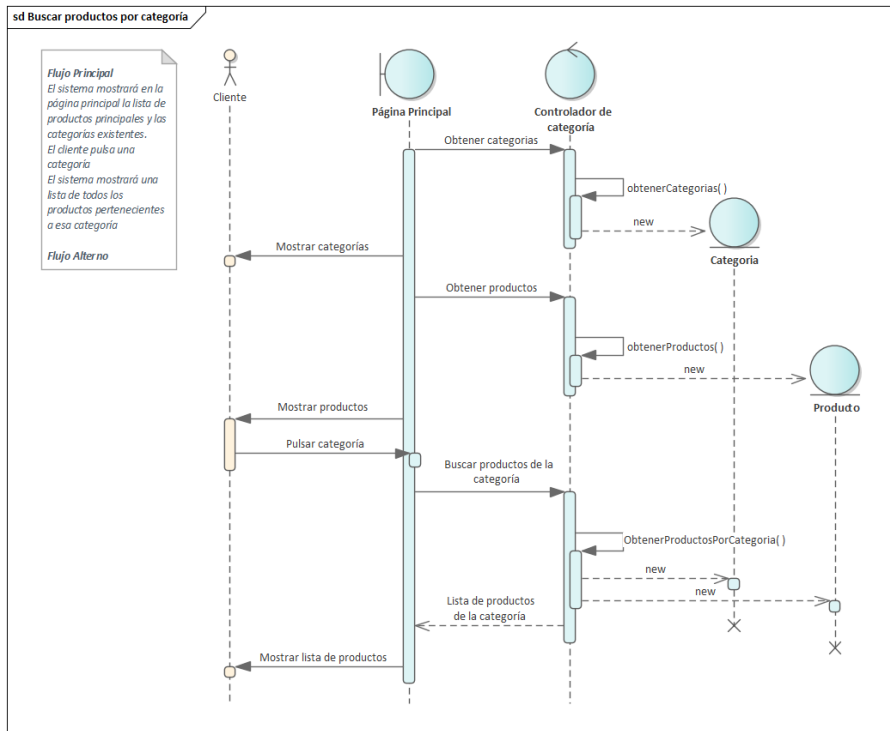 sd Buscar productos por categoría
Flujo Principal
El sistema mostrará en la
página principal la lista de
productos principales y las
categorías existentes.
El cliente pulsa una
categoría
El sistema mostrará una
lista de todos los
productos pertenecientes
a esa categoría
Flujo Alterno
Cliente
Página Principal
Controlador de
categoría
Obtener categorias
obtenerCategorías( )
new
Categoria
Mostrar categorías
Obtener productos
obtenerProductos( )
new
Producto
Mostrar productos
Pulsar categoría
Buscar productos de la
categoría
ObtenerProductosPorCategoria( )
new
new
Lista de productos
de la categoría
Mostrar lista de productos